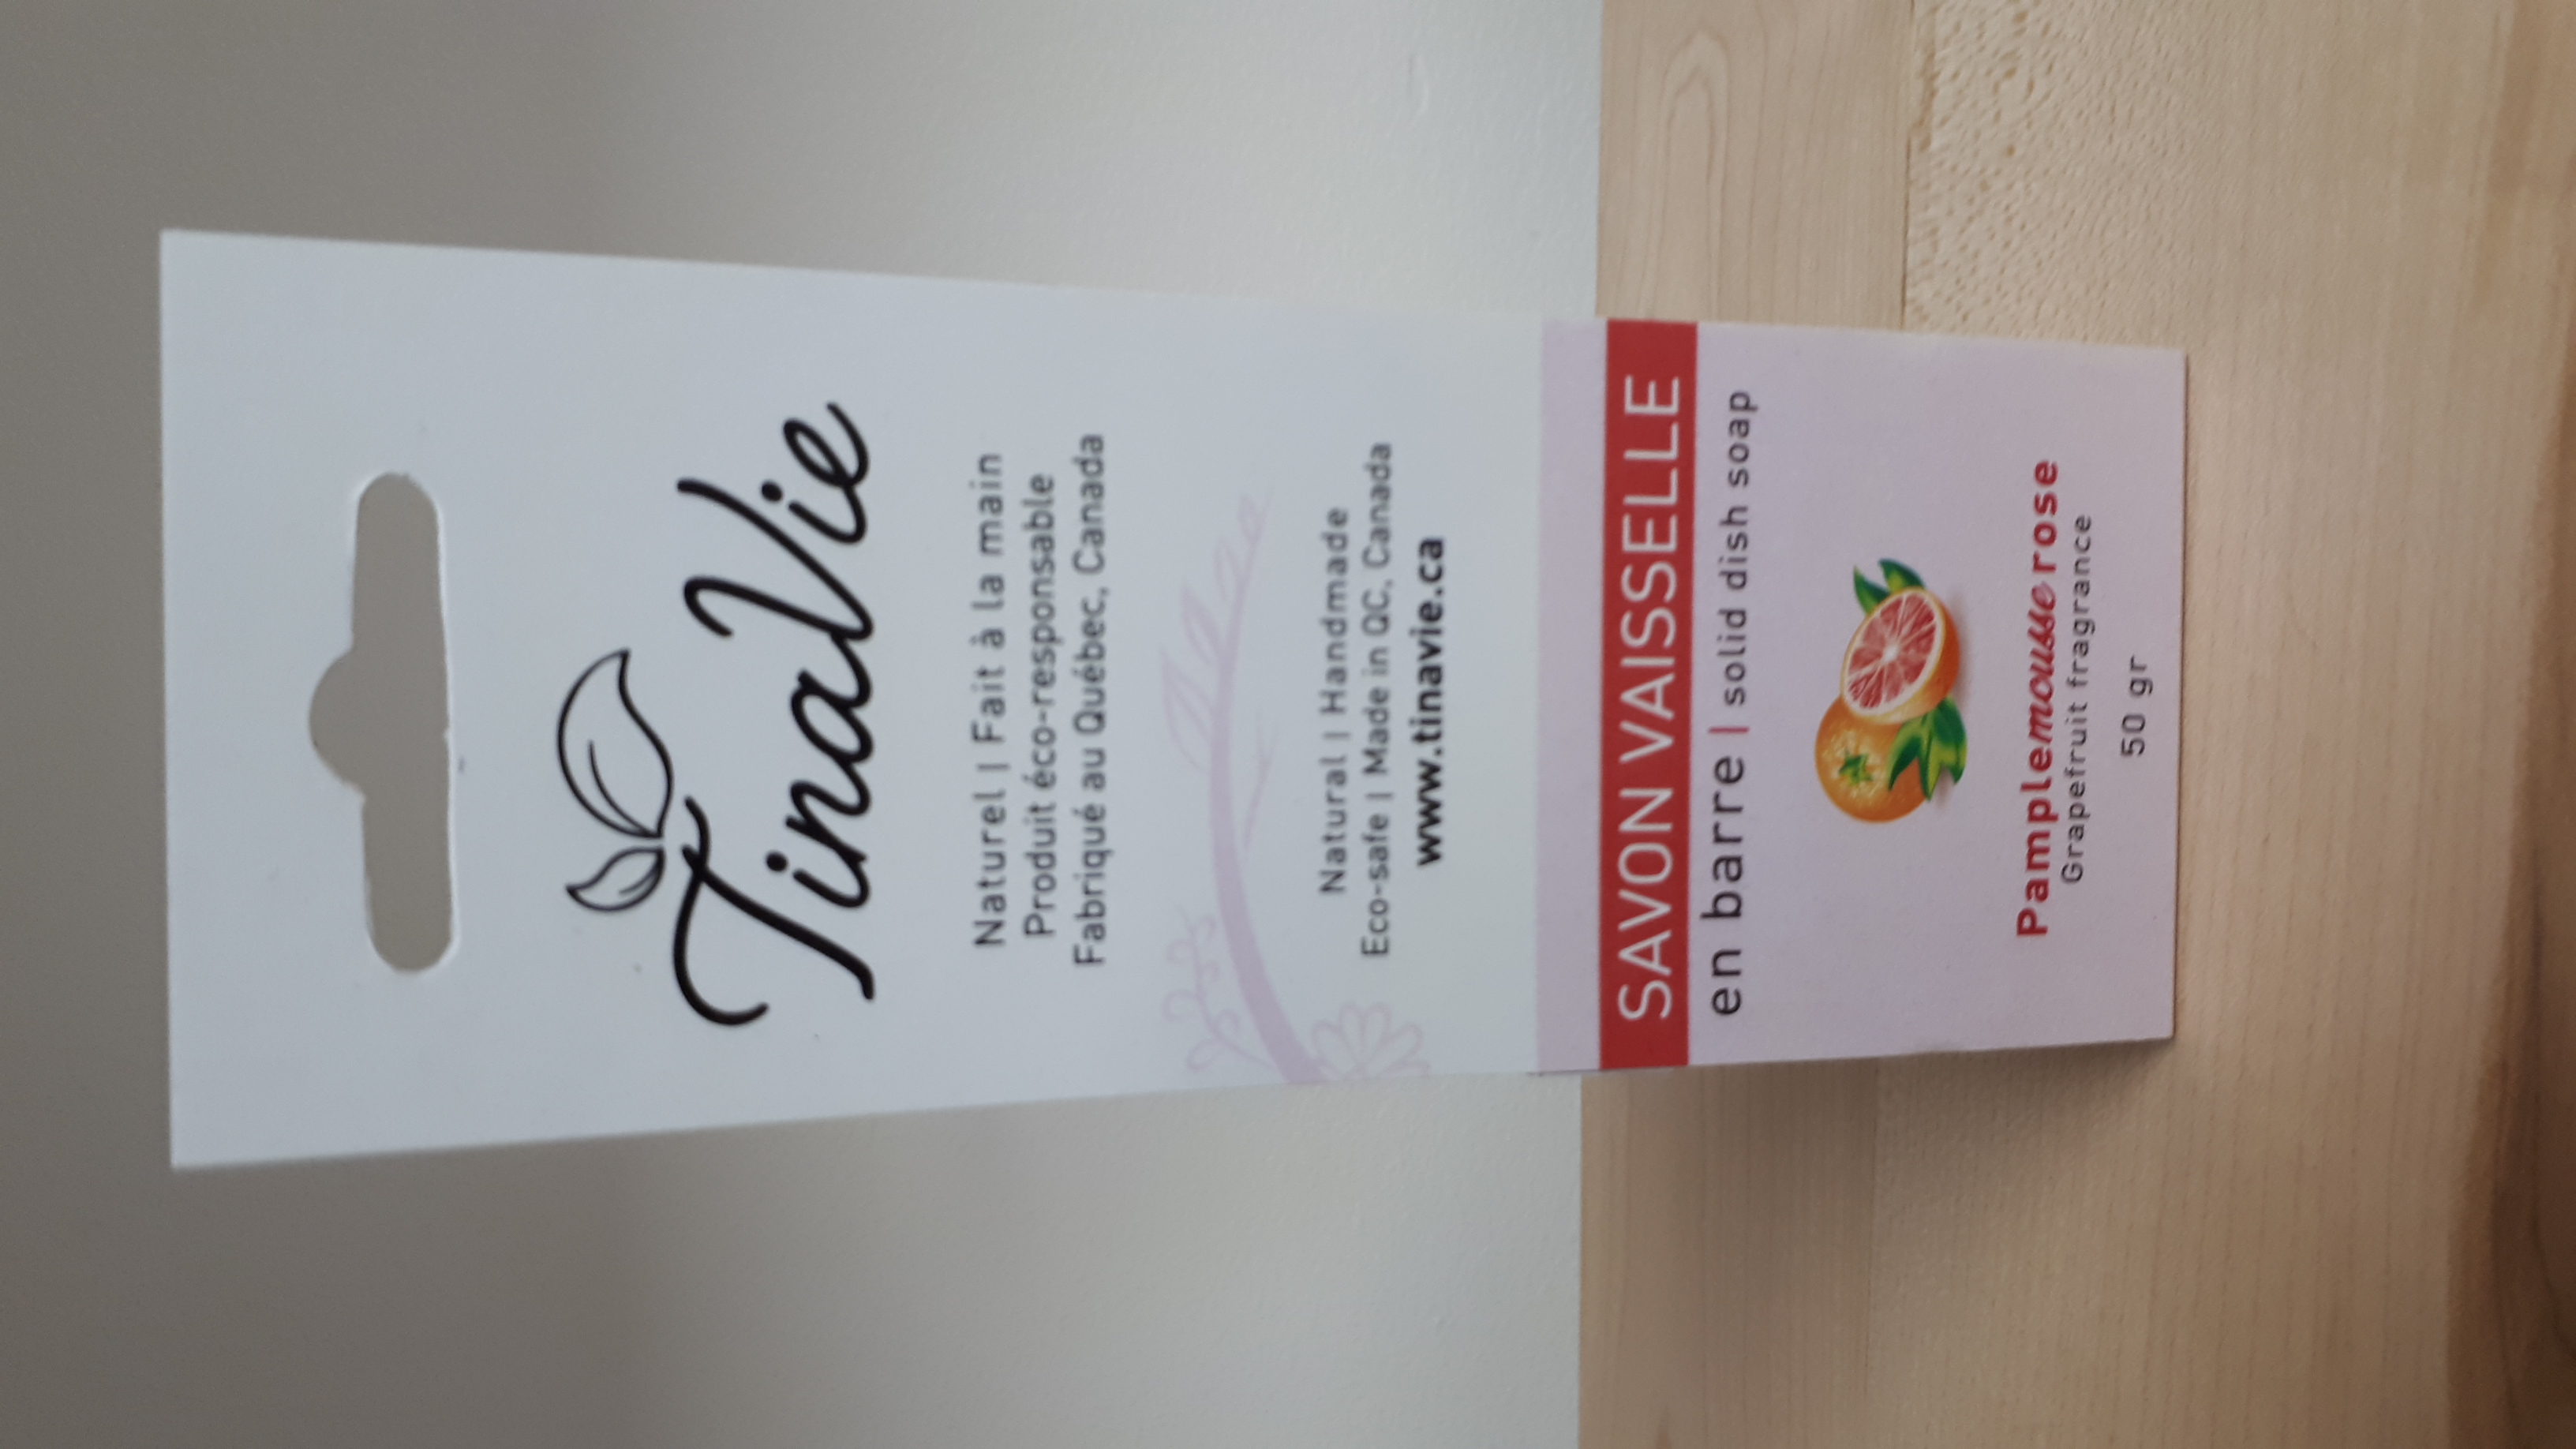 TinaVie
Naturel | Fait à la main
Produit éco-responsable
Fabriqué au Québec, Canada
Natural | Handmade
Eco-safe | Made in QC, Canada
www.tinavie.ca
SAVON VAISSELLE
en barre | solid dish soap
Pamplemousse rose
Grapefruit fragrance
50 gr